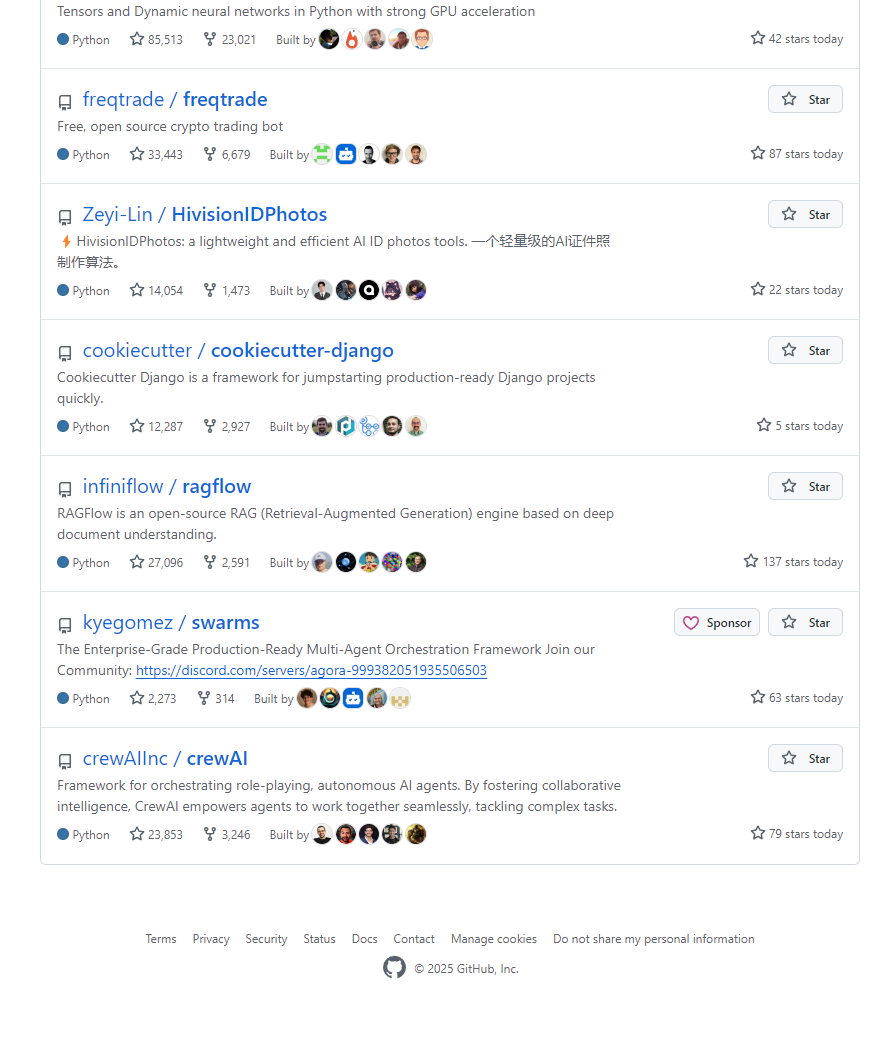 Tensors and Dynamic neural networks in Python with strong GPU acceleration
Python 85,513 23,021 Built by 42 stars today
freqtrade / freqtrade Star
Free, open source crypto trading bot
Python 33,443 6,679 Built by 87 stars today
Zeyi-Lin / HivisionIDPhotos Star
⚡HivisionIDPhotos: a lightweight and efficient AI ID photos tools. 一个轻量级的AI证件照
制作算法。
Python 14,054 1,473 Built by 22 stars today
cookiecutter / cookiecutter-django Star
Cookiecutter Django is a framework for jumpstarting production-ready Django projects
quickly.
Python 12,287 2,927 Built by 5 stars today
infiniflow / ragflow Star
RAGFlow is an open-source RAG (Retrieval-Augmented Generation) engine based on deep
document understanding.
Python 27,096 2,591 Built by 137 stars today
kyegomez / swarms Sponsor Star
The Enterprise-Grade Production-Ready Multi-Agent Orchestration Framework Join our
Community: https://discord.com/servers/agora-999382051935506503
Python 2,273 314 Built by 63 stars today
crewAIInc / crewAI Star
Framework for orchestrating role-playing, autonomous AI agents. By fostering collaborative
intelligence, CrewAI empowers agents to work together seamlessly, tackling complex tasks.
Python 23,853 3,246 Built by 79 stars today
Terms Privacy Security Status Docs Contact Manage cookies Do not share my personal information
© 2025 GitHub, Inc.